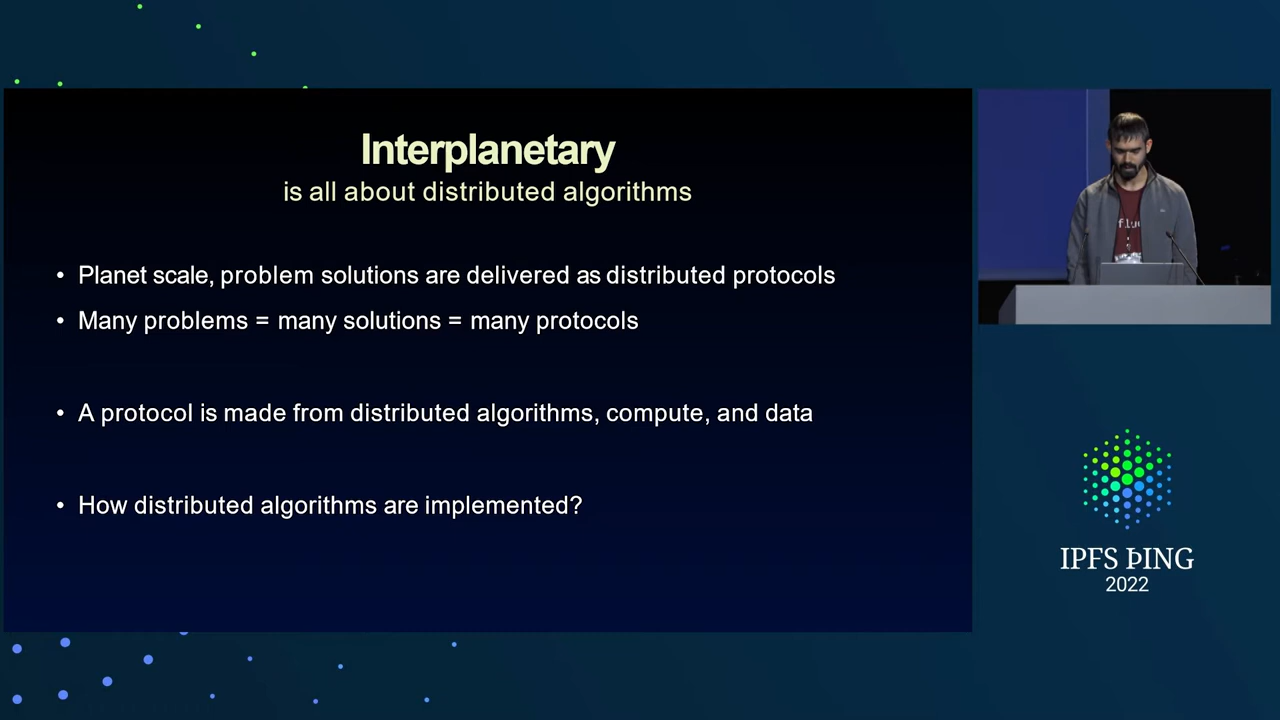 Interplanetary
is all about distributed algorithms
• Planet scale, problem solutions are delivered as distributed protocols
• Many problems = many solutions = many protocols
• A protocol is made from distributed algorithms, compute, and data
• How distributed algorithms are implemented?
IPFS ÞING
2022